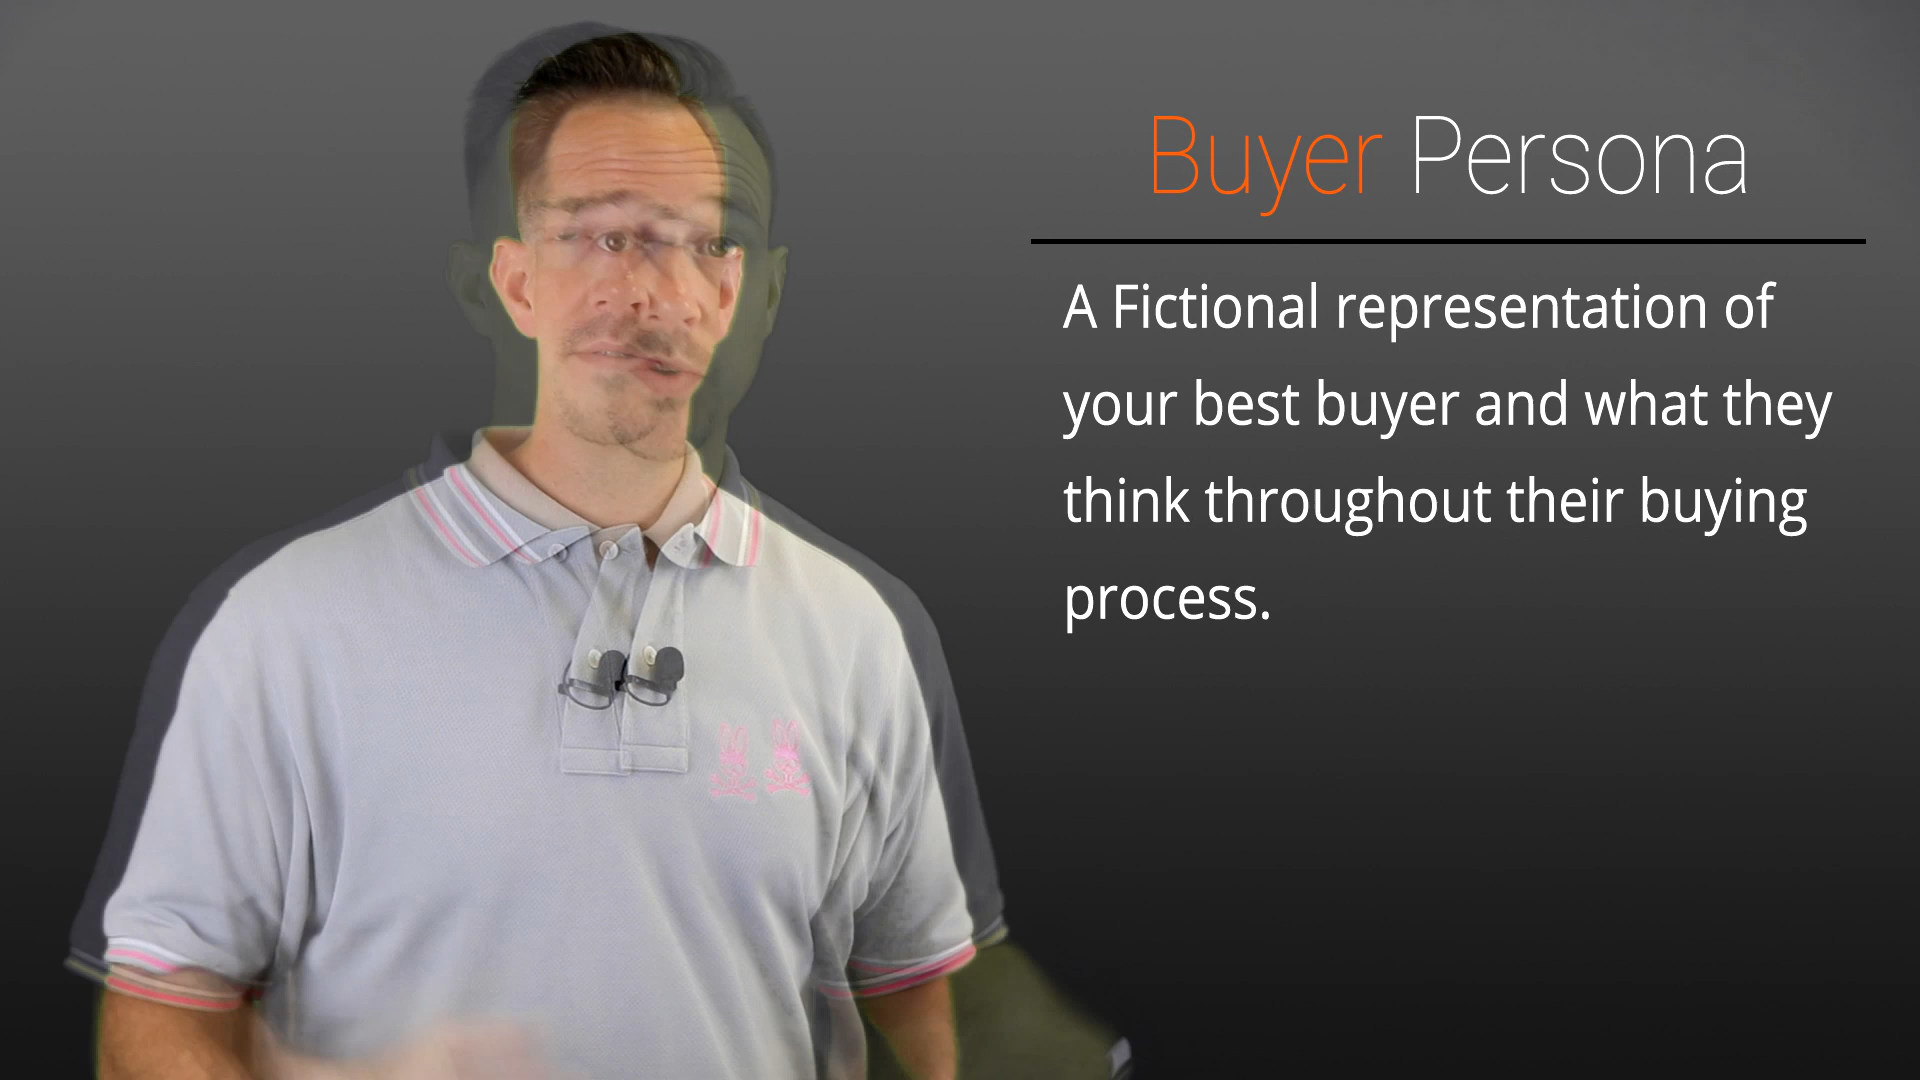 Buyer Persona
A Fictional representation of
your best buyer and what they
think throughout their buying
process.